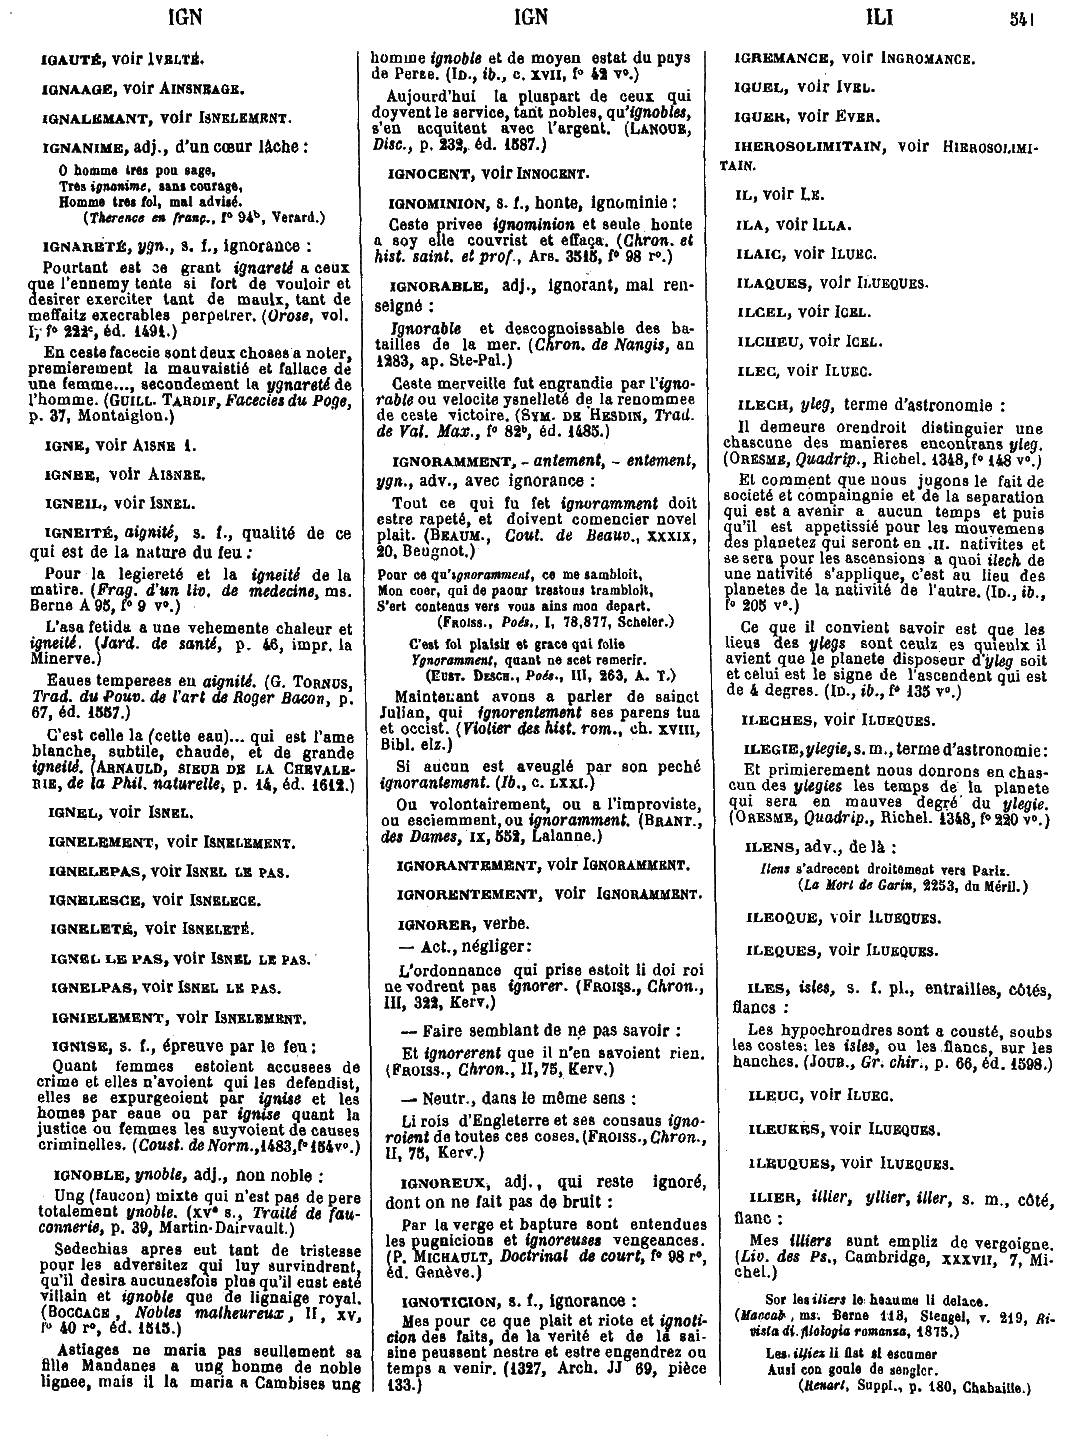 IGN
IGN
ILI
541
IGAUTÉ, voir IVELTÉ.
IGNAAGE, voir AINSNEAGE.
IGNALEMANT, voir ISNELEMENT.
IGNANIME, adj., d'un cœur lâche :
O homme tres pou sage,
Tres ignanime, sans courage,
Homme tres fol, mal advisé.
(Therence en franç., f° 94b, Verard.)
IGNARETÉ, ygn., s. f., ignorance :
Pourtant est ce grant ignareté a ceux
que l'ennemy tente si fort de vouloir et
desirer exerciter tant de maulx, tant de
meffaitz execrables perpetrer. (Orose, vol.
I, f° 222c, éd. 1491.)
En ceste facecie sont deux choses a noter,
premierement la mauvaistié et fallace de
une femme..., secondement la ygnareté de
l'homme. (GUILL. TARDIF, Facecies du Poge,
p. 37, Montaiglon.)
IGNE, voir AISNE 1.
IGNEE, voir AISNEE.
IGNEIL, voir ISNEL.
IGNEITÉ, aignité, s. f., qualité de ce
qui est de la nature du feu :
Pour la legiereté et la igneité de la
matire. (Frag. d'un liv. de medecine, ms.
Berne A 95, f° 9 v°.)
L'asa fetida a une vehemente chaleur et
igneité. (Jard. de santé, p. 46, impr. la
Minerve.)
Eaues temperees en aignité. (G. TORNUS,
Trad. du Pouv. de l'art de Roger Bacon, p.
67, éd. 1557.)
C'est celle la (cette eau)... qui est l'ame
blanche, subtile, chaude, et de grande
igneité. (ARNAULD, SIEUR DE LA CHEVALE-
RIE, de la Phil. naturelle, p. 14, éd. 1612.)
IGNEL, voir ISNEL.
IGNELEMENT, voir ISNELEMENT.
IGNELEPAS, voir ISNEL LE PAS.
IGNELESCE, voir ISNELECE.
IGNELETÉ, voir ISNELETÉ.
IGNEL LE PAS, voir ISNEL LE PAS.
IGNELPAS, voir ISNEL LE PAS.
IGNIELEMENT, voir ISNELEMENT.
IGNISE, s. f., épreuve par le feu :
Quant femmes estoient accusees de
crime et elles n'avoient qui les defendist,
elles se expurgeoient par ignise et les
homes par eaue ou par ignise quant la
justice ou femmes les suyvoient de causes
criminelles. (Coust. de Norm., 1483, f° 154 v°.)
IGNOBLE, ynoble, adj., non noble :
Ung (faucon) mixte qui n'est pas de pere
totalement ynoble. (XVe s., Traité de fau-
connerie, p. 39, Martin-Dairvault.)
Sedechias apres eut tant de tristesse
pour les adversitez qui luy survindrent,
qu'il desira aucunesfois plus qu'il eust esté
villain et ignoble que de lignaige royal.
(BOCCACE, Nobles malheureux, II, XV,
f° 40 r°, éd. 1515.)
Astiages ne maria pas seullement sa
fille Mandanes a ung homme de noble
lignee, mais il la maria a Cambises ung
homme ignoble et de moyen estat du pays
de Perze. (ID., ib., c. XVII, f° 42 v°.)
Aujourd'hui la pluspart de ceux qui
doyvent le service, tant nobles, qu'ignobles,
s'en acquitent avec l'argent. (LANOUE,
Disc., p. 232, éd. 1587.)
IGNOCENT, voir INNOCENT.
IGNOMINION, s. f., honte, ignominie :
Ceste privee ignominion et seule honte
a soy elle couvrist et effaça. (Chron. et
hist. saint. et prof., Ars. 3515, f° 98 r°.)
IGNORABLE, adj., ignorant, mal ren-
seigné :
Ignorable et descognoissable des ba-
tailles de la mer. (Chron. de Nangis, an
1283, ap. Ste-Pal.)
Ceste merveille fut engrandie par l'igno-
rable ou velocite ysnelleté de la renommee
de ceste victoire. (SYM. DE HESDIN, Trad.
de Val. Max., f° 82b, éd. 1485.)
IGNORAMMENT, - antement, - entement,
ygn., adv., avec ignorance :
Tout ce qui fu fet ignoramment doit
estre rapeté, et doivent comencier novel
plait. (BEAUM., Cout. de Beauv., XXXIX,
20, Beugnot.)
Pour ce qu'ignoramment, ce me sambloit,
Mon coer, qui de paour trestous trambloit,
S'ert contenus vers vous ains mon depart.
(FROISS., Poés., I, 78,877, Scheler.)
C'est fol plaisir et grace qui folie
Ygnoramment, quant ne scet remerir.
(EUST. DESCH., Poés., III, 263, A. T.)
Maintenant avons a parler de sainct
Julian, qui ignorentement ses parens tua
et occist. (Violier des hist. rom., ch. XVIII,
Bibl. elz.)
Si aucun est aveuglé par son peché
ignorantement. (Ib., c. LXXI.)
Ou volontairement, ou a l'improviste,
ou esciemment, ou ignoramment. (BRANT.,
des Dames, IX, 552, Lalanne.)
IGNORANTEMENT, voir IGNORAMMENT.
IGNORENTEMENT, voir IGNORAMMENT.
IGNORER, verbe.
— Act., négliger :
L'ordonnance qui prise estoit li doi roi
ne vodrent pas ignorer. (FROISS., Chron.,
III, 322, Kerv.)
— Faire semblant de ne pas savoir :
Et ignorerent que il n'en savoient rien.
(FROISS., Chron., II, 75, Kerv.)
— Neutr., dans le même sens :
Li rois d'Engleterre et ses consaus igno-
roient de toutes ces coses. (FROISS., Chron.,
II, 75, Kerv.)
IGNOREUX, adj., qui reste ignoré,
dont on ne fait pas de bruit :
Par la verge et bapture sont entendues
les pugnicions et ignoreuses vengeances.
(P. MICHAULT, Doctrinal de court, f° 98 r°,
éd. Genève.)
IGNOTICION, s. f., ignorance :
Mes pour ce que plait et riote et ignoti-
cion des faits, de la verité et de la sai-
sine peussent nestre et estre engendrez ou
temps a venir. (1327, Arch. JJ 69, pièce
133.)
IGREMANCE, voir INGROMANCE.
IGUEL, voir IVEL.
IGUER, voir EVER.
IHEROSOLIMITAIN, voir HIEROSOLIMI-
TAIN.
IL, voir LE.
ILA, voir ILLA.
ILAIC, voir ILUEC.
ILAQUES, voir ILUEQUES.
ILCEL, voir ICEL.
ILCHEU, voir ICEL.
ILEC, voir ILUEC.
ILECH, yleg, terme d'astronomie :
Il demeure orendroit distinguier une
chascune des manieres encontrans yleg.
(ORESME, Quadrip., Richel. 1348, f° 148 v°.)
Et comment que nous jugons le fait de
societé et compaingnie et de la separation
qui est a avenir a aucun temps et puis
qu'il est appetissié pour les mouvemens
des planetez qui seront en .II. nativites et
se sera pour les ascensions a quoi ilech de
une nativité s'applique, c'est au lieu des
planetes de la nativité de l'autre. (ID., ib.,
f° 205 v°.)
Ce que il convient savoir est que les
liens des ylegs sont ceulz es quieulx il
avient que le planete disposeur d'yleg soit
et celui est le signe de l'ascendent qui est
de 4 degres. (ID., ib., f° 135 v°.)
ILECHES, voir ILUEQUES.
ILEGIE, ylegie, s. m., terme d'astronomie :
Et primierement nous donrons en chas-
cun des ylegies les temps de la planete
qui sera en mauves degré du ylegie.
(ORESME, Quadrip., Richel. 1348, f° 220 v°.)
ILENS, adv., de là :
Ilens s'adrecent droitement vers Paris.
(La Mort de Garin, 2253, du Méril.)
ILEOQUE, voir ILUEQUES.
ILEQUES, voir ILUEQUES.
ILES, isles, s. f. pl., entrailles, côtés,
flancs :
Les hypochrondres sont a cousté, soubs
les costes; les isles, ou les flancs, sur les
hanches. (JOUB., Gr. chir., p. 66, éd. 1598.)
ILEUC, voir ILUEC.
ILEUKES, voir ILUEQUES.
ILEUQUES, voir ILUEQUES.
ILIER, illier, yllier, iller, s. m., côté,
flanc :
Mes illiers sunt empliz de vergoigne.
(Liv. des Ps., Cambridge, XXXVII, 7, Mi-
chel.)
Sor les iliers le heaume li delace.
(Maccab., ms. Berne 113, Stengel, v. 219, Ri-
vista di filologia romanza, 1875.)
Les illiez li fist si escumer
Ausi con goule de sengler.
(Renart, Suppl., p. 180, Chabaille.)